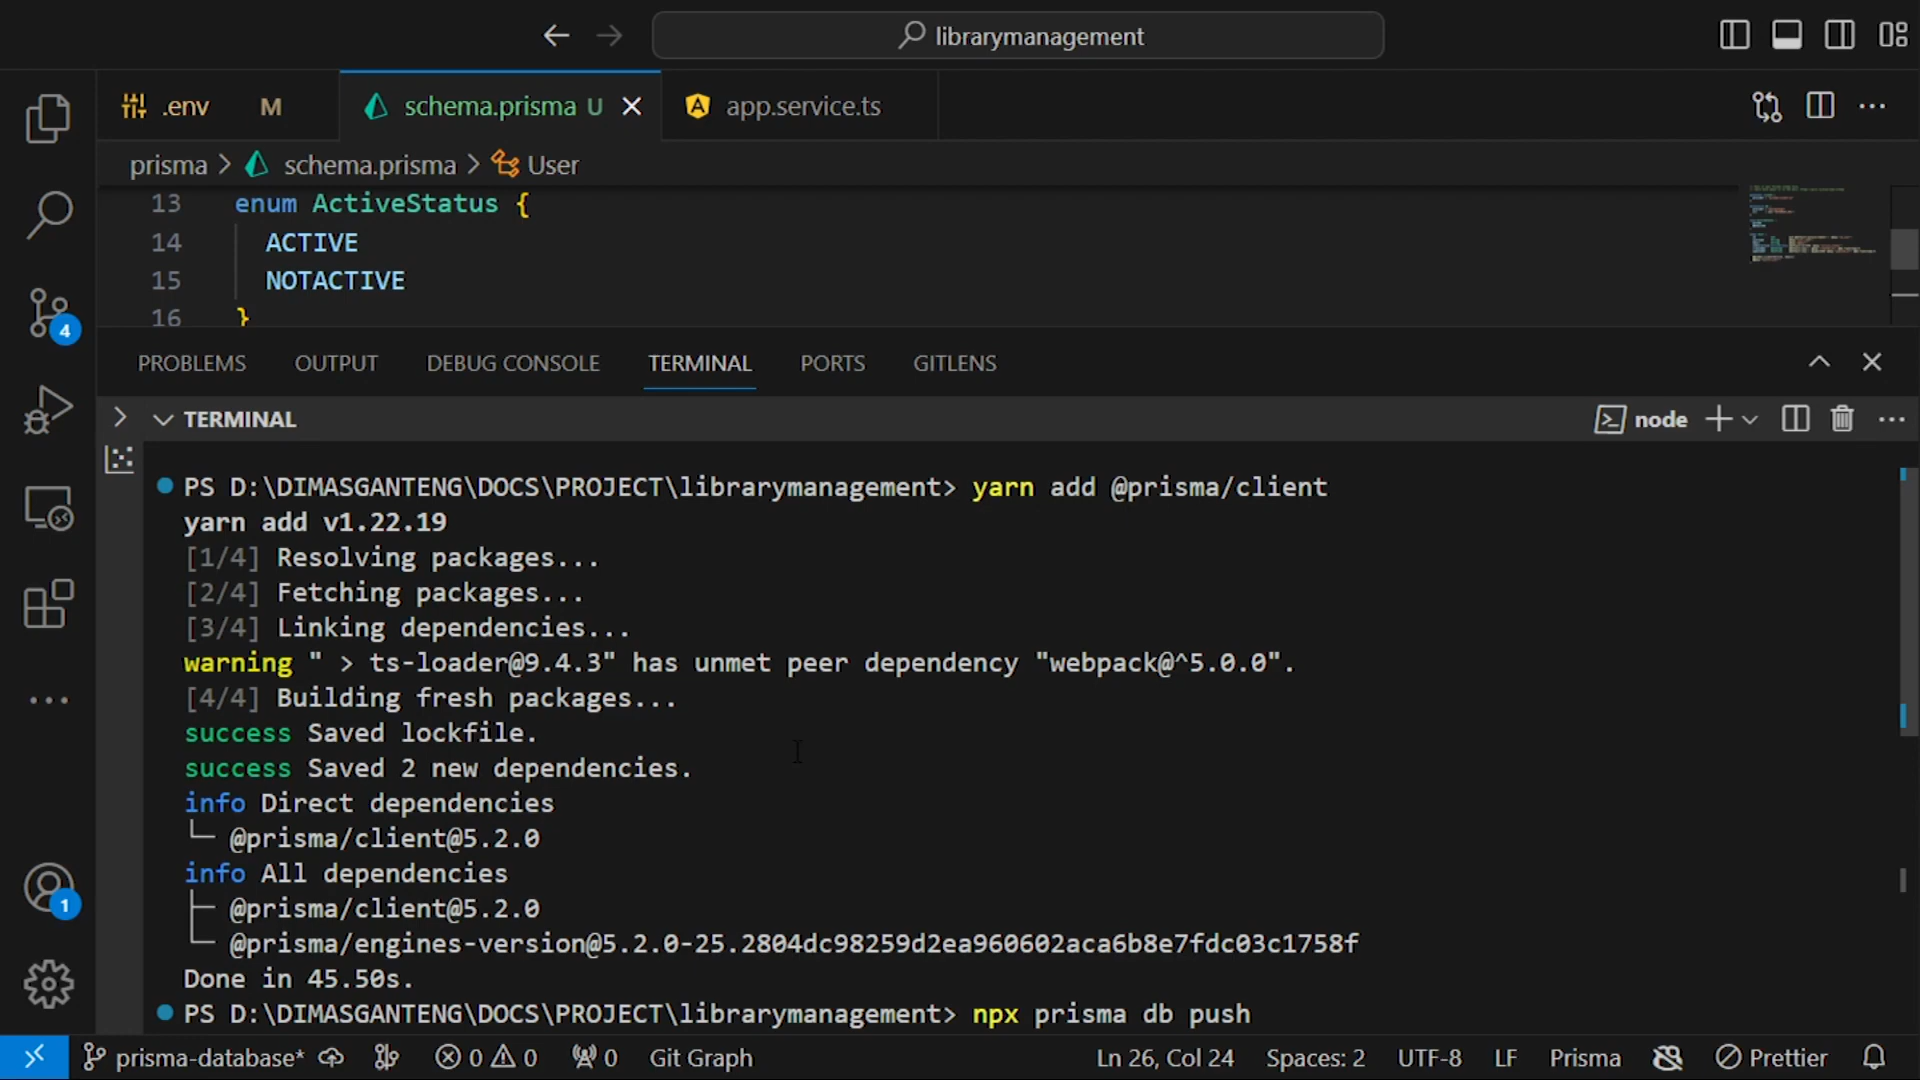 librarymanagement
.env M schema.prisma U app.service.ts
prisma > schema.prisma > User
13 enum ActiveStatus {
14 ACTIVE
15 NOTACTIVE
16 }
PROBLEMS OUTPUT DEBUG CONSOLE TERMINAL PORTS GITLENS
TERMINAL node
PS D:\DIMASGANTENG\DOCS\PROJECT\librarymanagement> yarn add @prisma/client
yarn add v1.22.19
[1/4] Resolving packages...
[2/4] Fetching packages...
[3/4] Linking dependencies...
warning " > ts-loader@9.4.3" has unmet peer dependency "webpack@^5.0.0".
[4/4] Building fresh packages...
success Saved lockfile.
success Saved 2 new dependencies.
info Direct dependencies
└─ @prisma/client@5.2.0
info All dependencies
├─ @prisma/client@5.2.0
└─ @prisma/engines-version@5.2.0-25.2804dc98259d2ea960602aca6b8e7fdc03c1758f
Done in 45.50s.
PS D:\DIMASGANTENG\DOCS\PROJECT\librarymanagement> npx prisma db push
4
1
prisma-database* 0 0 0 Git Graph Ln 26, Col 24 Spaces: 2 UTF-8 LF Prisma Prettier